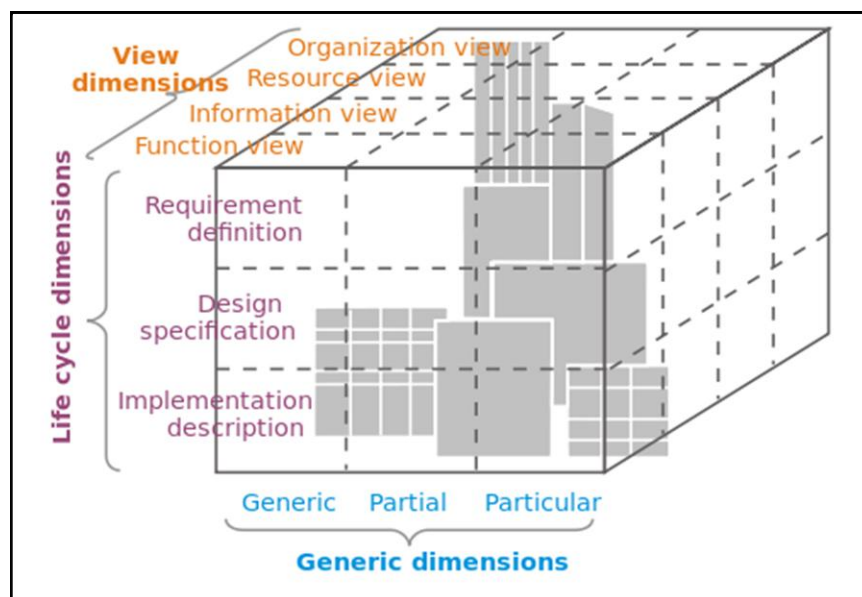 View
dimensions
Organization view
Resource view
Information view
Function view
Life cycle dimensions
Requirement
definition
Design
specification
Implementation
description
Generic Partial Particular
Generic dimensions